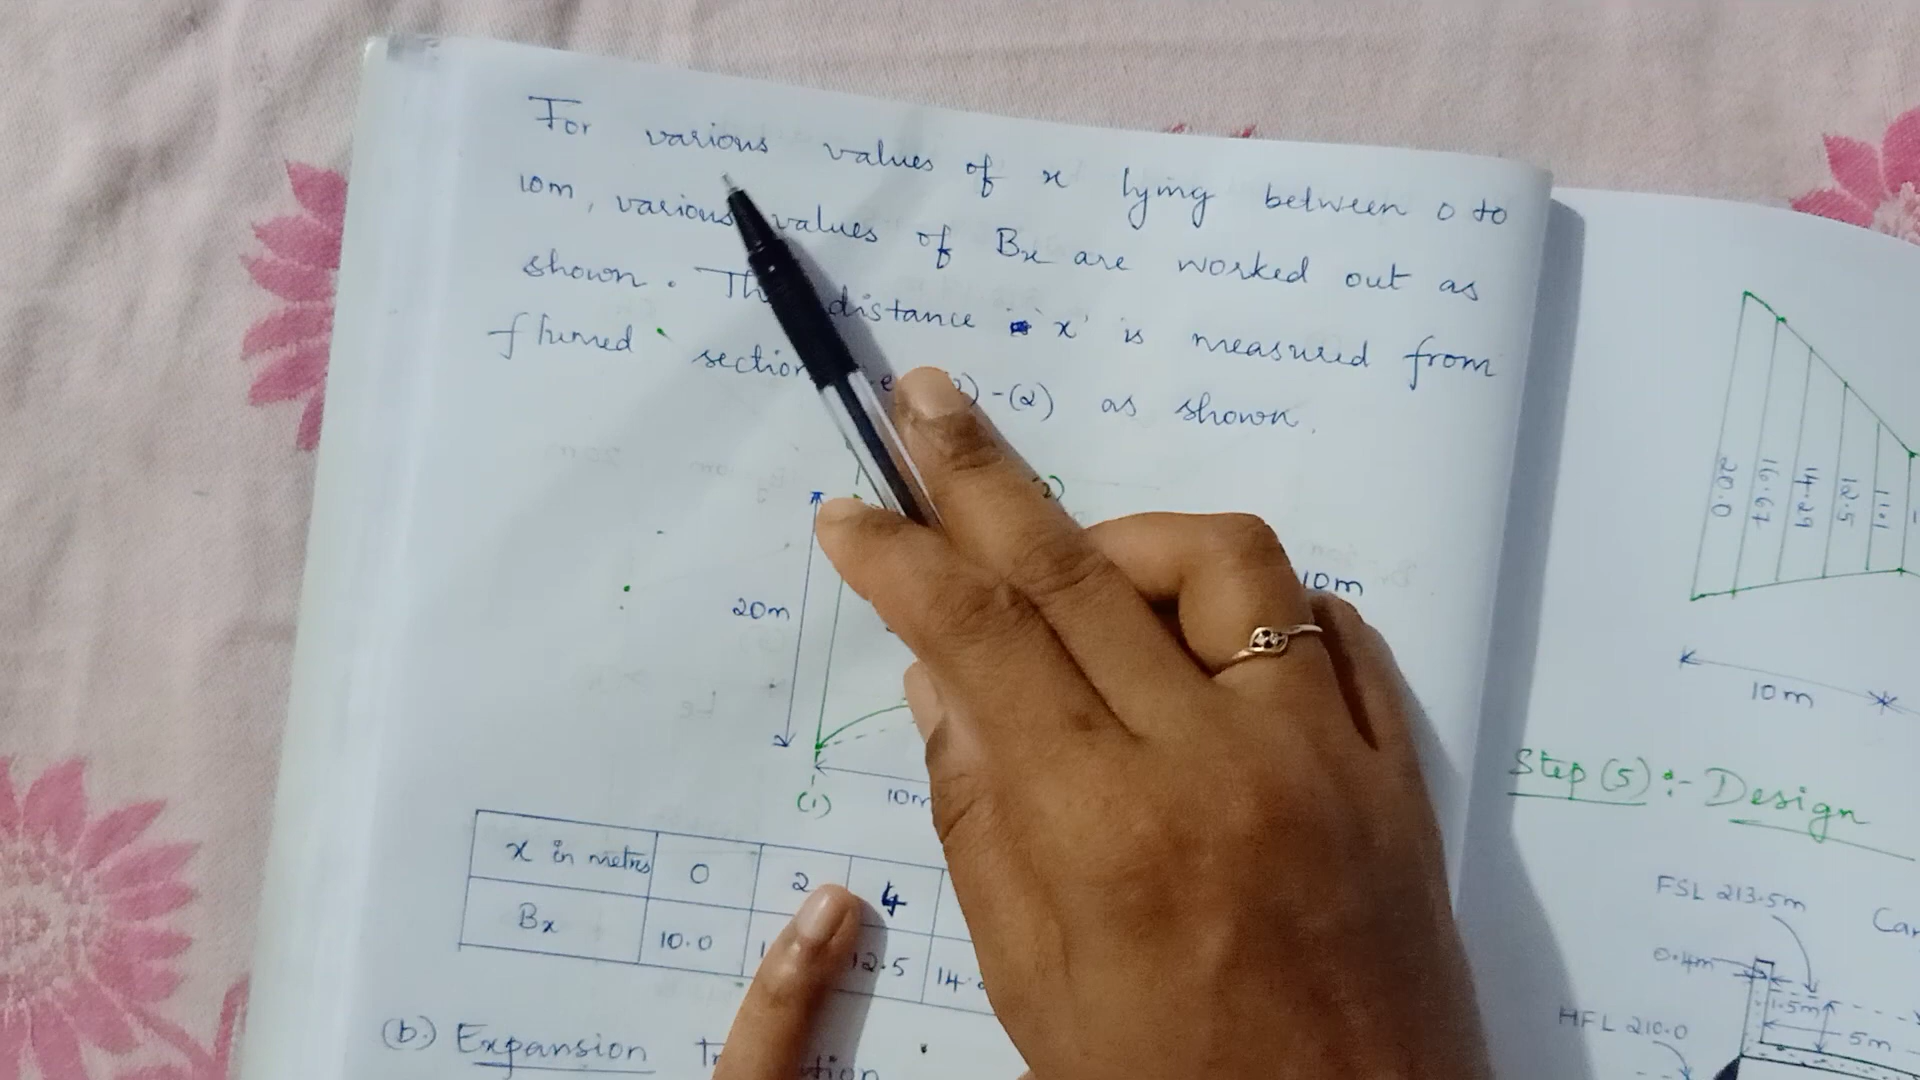 For various values of x lying between 0 to
10m, various values of Bx are worked out as
shown. The distance 'x' is measured from
flumed section (2)-(2) as shown.
(2)
20m
10m
10m
(1)
x in metres 0 2 4
Bx 10.0 12.5
(b.) Expansion
20.0
16.67
14.29
12.5
11.1
10m
Step (5):- Design
FSL 213.5m
0.4m
1.5m
HFL 210.0
5m